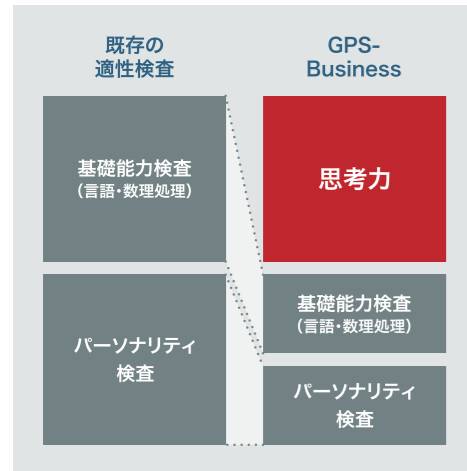 既存の
適性検査
基礎能力検査
（言語・数理処理）
パーソナリティ
検査
GPS-
Business
思考力
基礎能力検査
（言語・数理処理）
パーソナリティ
検査